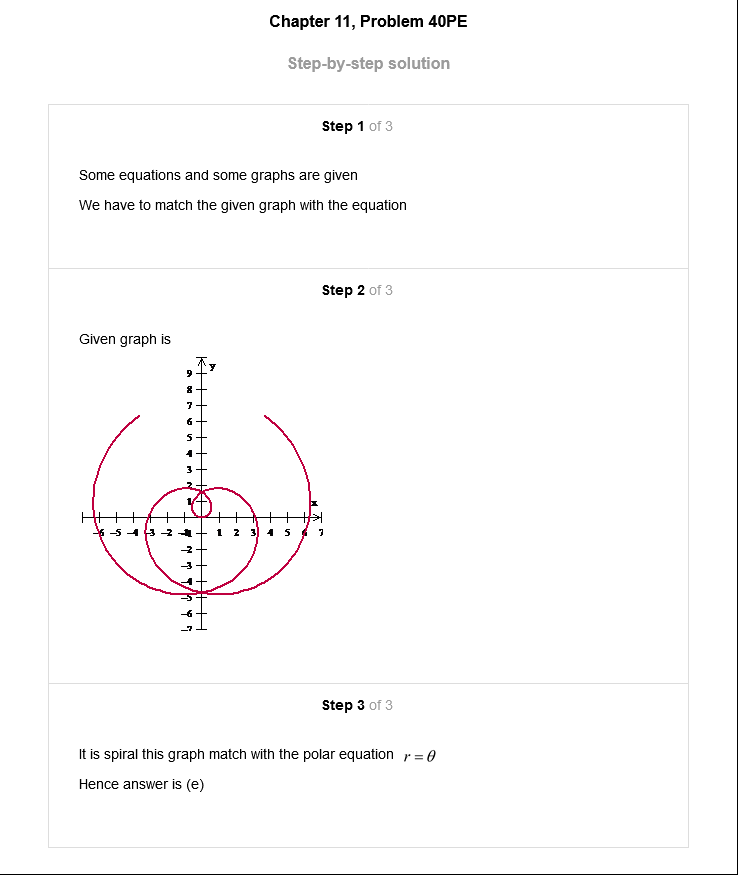 Chapter 11, Problem 40PE
Step-by-step solution
Step 1 of 3
Some equations and some graphs are given
We have to match the given graph with the equation
Step 2 of 3
Given graph is
y
9
8
7
6
5
4
3
2
1
x
-6 -5 -4 -3 -2 -1 1 2 3 4 5 6 7
-2
-3
-4
-5
-6
-7
Step 3 of 3
It is spiral this graph match with the polar equation r = θ
Hence answer is (e)